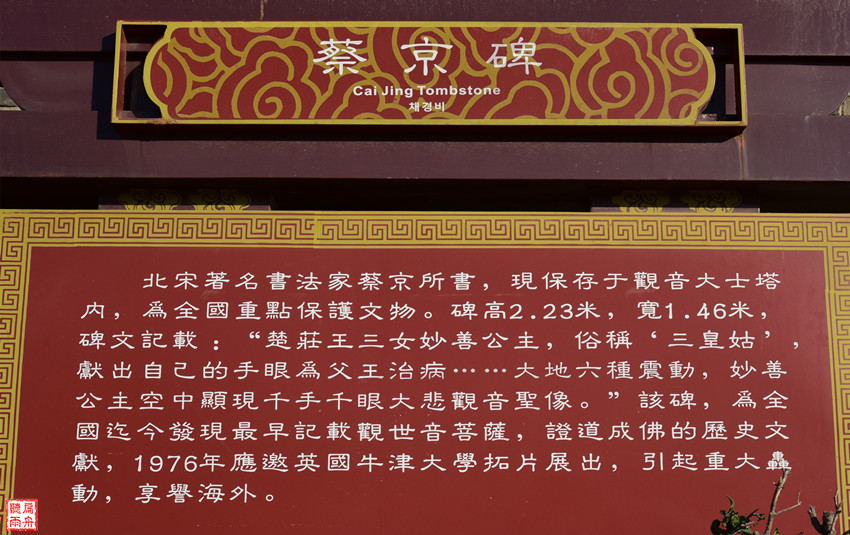 蔡京碑
Cai Jing Tombstone
채경비
北宋著名書法家蔡京所書，現保存于觀音大士塔
内，爲全國重點保護文物。碑高2.23米，寬1.46米，
碑文記載：“楚莊王三女妙善公主，俗稱‘三皇姑’，
獻出自己的手眼爲父王治病……大地六種震動，妙善
公主空中顯現千手千眼大悲觀音聖像。”該碑，爲全
國迄今發現最早記載觀世音菩薩，證道成佛的歷史文
獻，1976年應邀英國牛津大學拓片展出，引起重大轟
動，享譽海外。
扁舟
聽雨